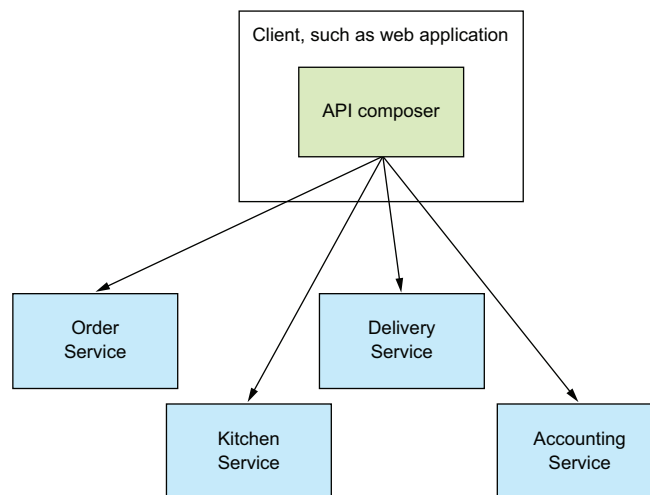 Client, such as web application
API composer
Order
Service
Delivery
Service
Kitchen
Service
Accounting
Service